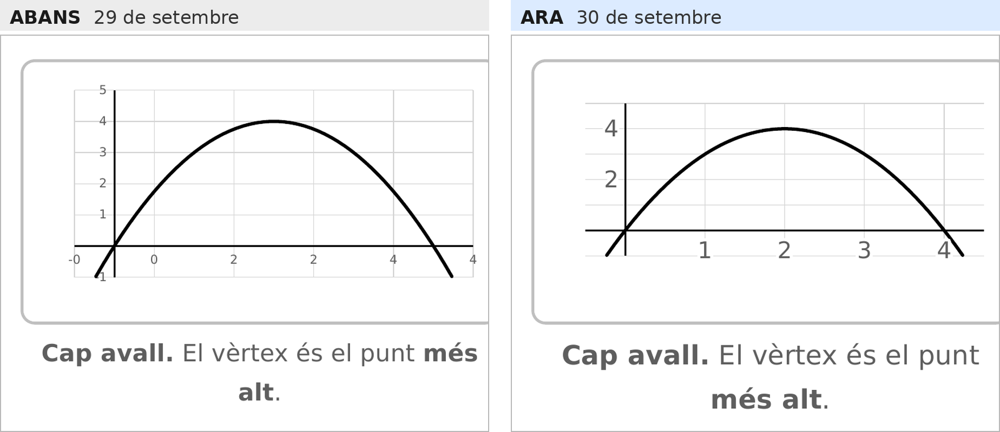 ABANS 29 de setembre
5
4
3
2
1
-0 0 2 2 4 4
-1
Cap avall. El vèrtex és el punt més
alt.
ARA 30 de setembre
4
2
1 2 3 4
Cap avall. El vèrtex és el punt
més alt.